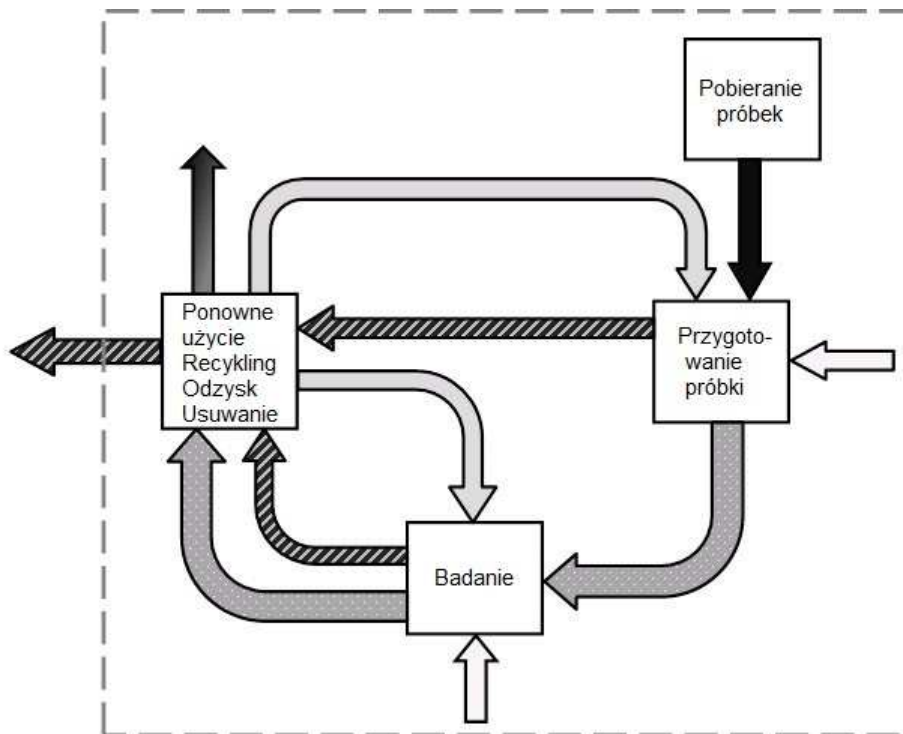 Pobieranie
próbek
Ponowne
użycie
Recykling
Odzysk
Usuwanie
Przygoto-
wanie
próbki
Badanie